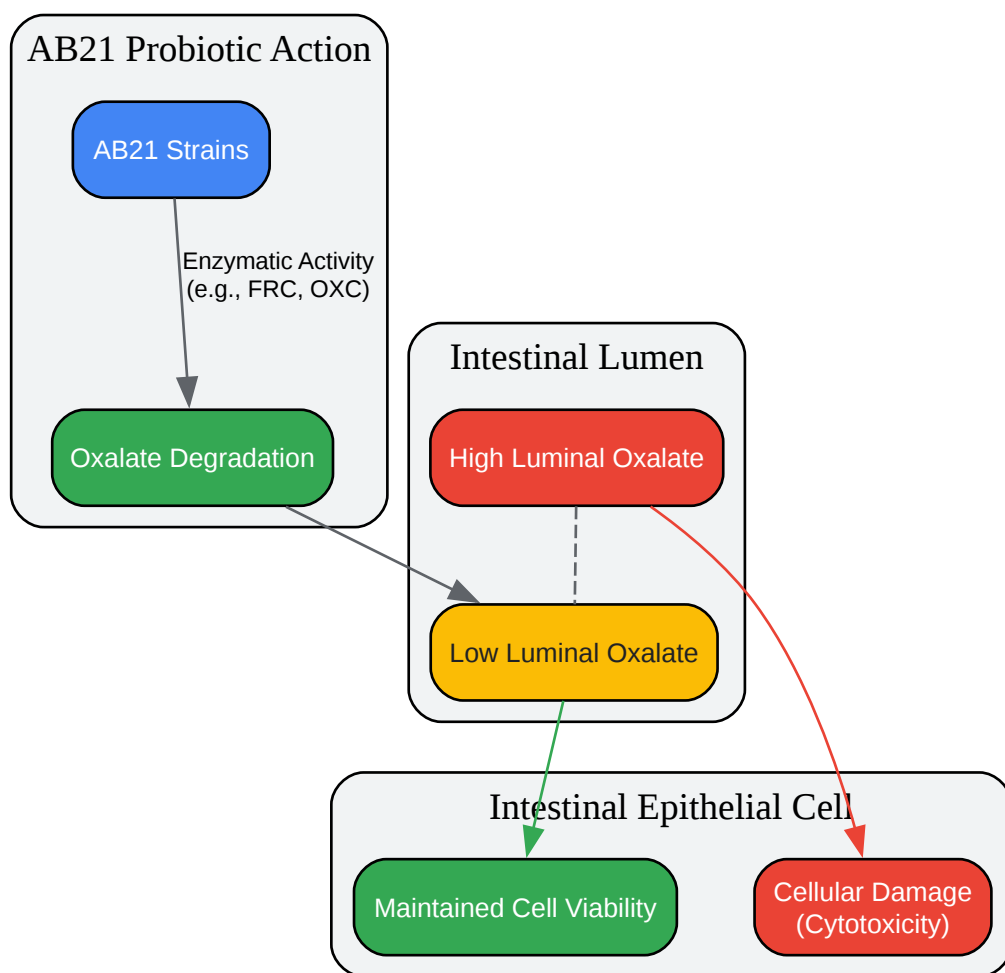 AB21 Probiotic Action
AB21 Strains
Enzymatic Activity
(e.g., FRC, OXC)
Oxalate Degradation
Intestinal Lumen
High Luminal Oxalate
Low Luminal Oxalate
Intestinal Epithelial Cell
Maintained Cell Viability
Cellular Damage
(Cytotoxicity)